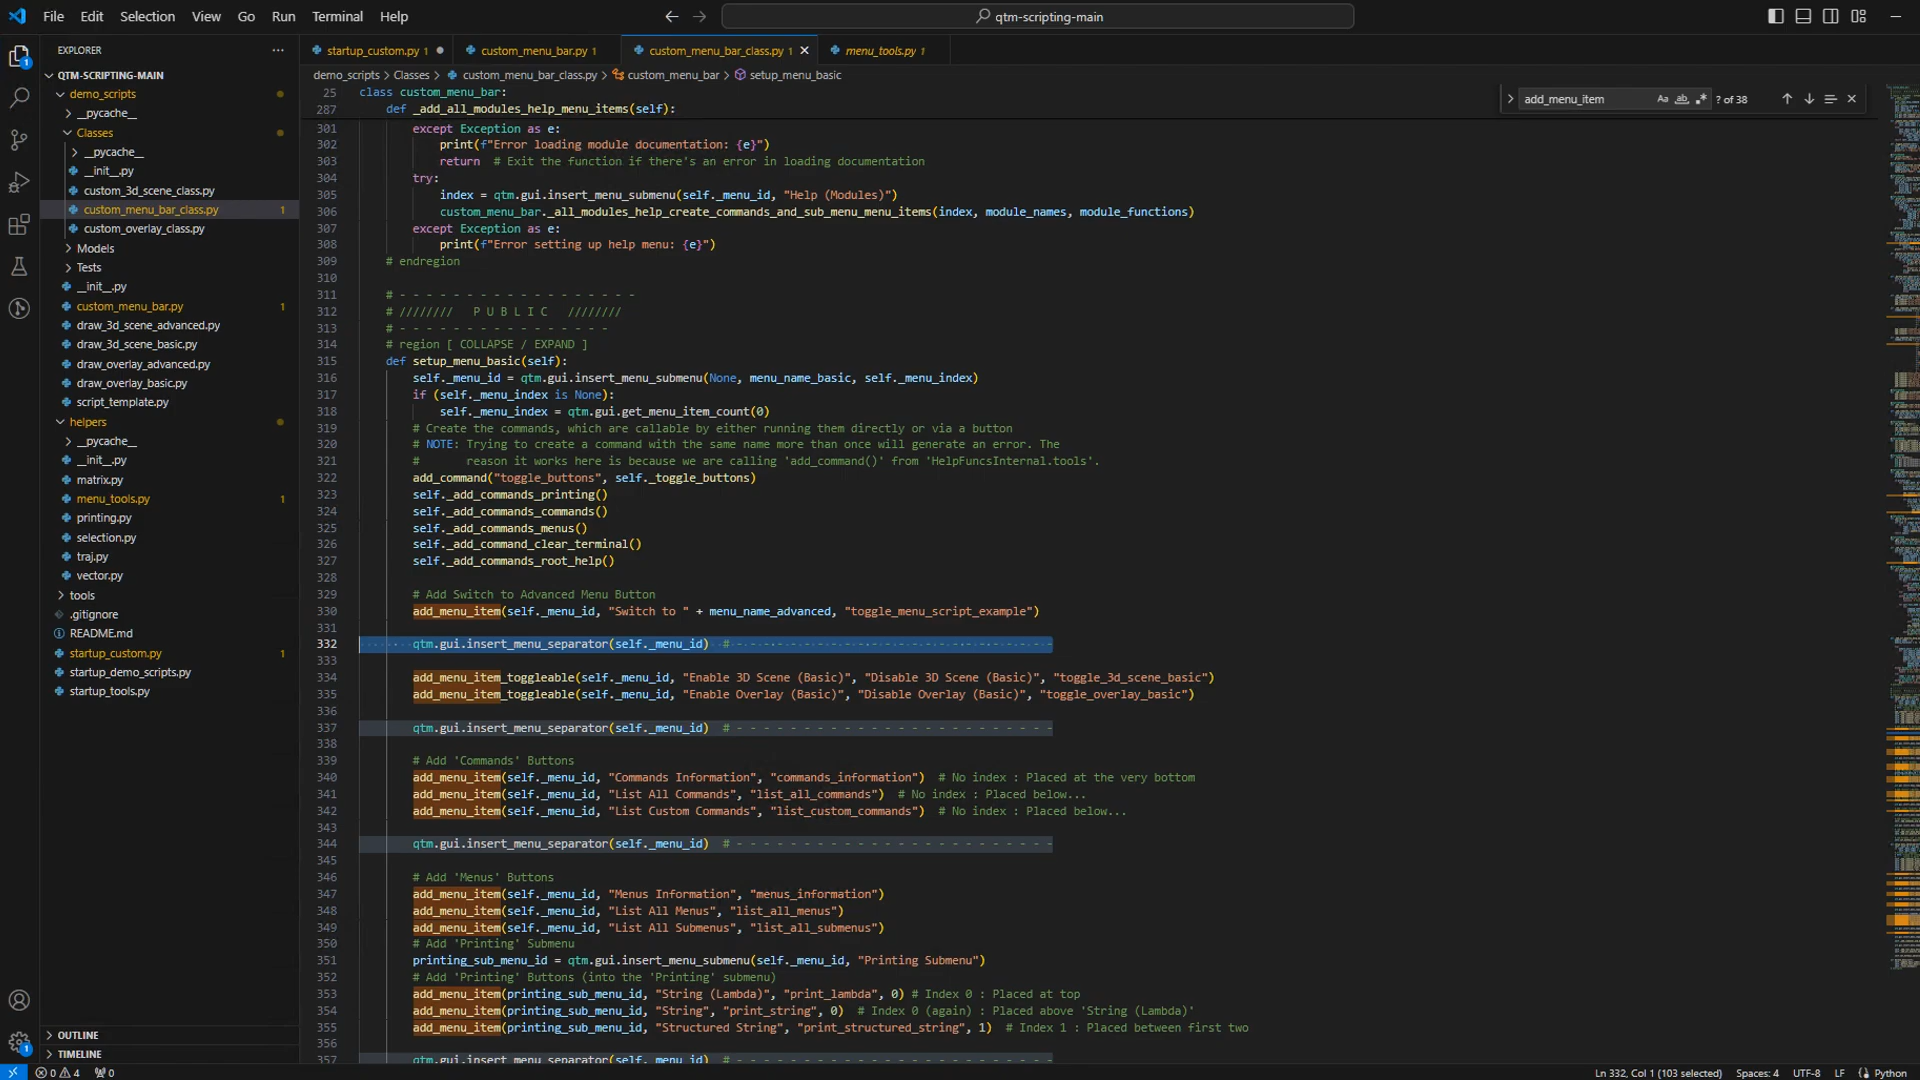 File Edit Selection View Go Run Terminal Help
qtm-scripting-main
EXPLORER
startup_custom.py 1
custom_menu_bar.py 1
custom_menu_bar_class.py 1
menu_tools.py 1
demo_scripts > Classes > custom_menu_bar_class.py > custom_menu_bar > setup_menu_basic
add_menu_item
Aa ab ? of 38
QTM-SCRIPTING-MAIN
demo_scripts
__pycache__
Classes
__pycache__
__init__.py
custom_3d_scene_class.py
custom_menu_bar_class.py 1
custom_overlay_class.py
Models
Tests
__init__.py
custom_menu_bar.py 1
draw_3d_scene_advanced.py
draw_3d_scene_basic.py
draw_overlay_advanced.py
draw_overlay_basic.py
script_template.py
helpers
__pycache__
__init__.py
matrix.py
menu_tools.py 1
printing.py
selection.py
traj.py
vector.py
tools
.gitignore
README.md
startup_custom.py 1
startup_demo_scripts.py
startup_tools.py
OUTLINE
TIMELINE
25 class custom_menu_bar:
287 def _add_all_modules_help_menu_items(self):
301 except Exception as e:
302 print(f"Error loading module documentation: {e}")
303 return # Exit the function if there's an error in loading documentation
304 try:
305 index = qtm.gui.insert_menu_submenu(self._menu_id, "Help (Modules)")
306 custom_menu_bar._all_modules_help_create_commands_and_sub_menu_menu_items(index, module_names, module_functions)
307 except Exception as e:
308 print(f"Error setting up help menu: {e}")
309 # endregion
310
311 # - - - - - - - - - - - - - - - - - -
312 # //////// P U B L I C ////////
313 # - - - - - - - - - - - - - - - -
314 # region [ COLLAPSE / EXPAND ]
315 def setup_menu_basic(self):
316 self._menu_id = qtm.gui.insert_menu_submenu(None, menu_name_basic, self._menu_index)
317 if (self._menu_index is None):
318 self._menu_index = qtm.gui.get_menu_item_count(0)
319 # Create the commands, which are callable by either running them directly or via a button
320 # NOTE: Trying to create a command with the same name more than once will generate an error. The
321 # reason it works here is because we are calling 'add_command()' from 'HelpFuncsInternal.tools'.
322 add_command("toggle_buttons", self._toggle_buttons)
323 self._add_commands_printing()
324 self._add_commands_commands()
325 self._add_commands_menus()
326 self._add_command_clear_terminal()
327 self._add_commands_root_help()
328
329 # Add Switch to Advanced Menu Button
330 add_menu_item(self._menu_id, "Switch to " + menu_name_advanced, "toggle_menu_script_example")
331
332 qtm.gui.insert_menu_separator(self._menu_id) # - - - - - - - - - - - - - - - - - - - - - - - -
333
334 add_menu_item_toggleable(self._menu_id, "Enable 3D Scene (Basic)", "Disable 3D Scene (Basic)", "toggle_3d_scene_basic")
335 add_menu_item_toggleable(self._menu_id, "Enable Overlay (Basic)", "Disable Overlay (Basic)", "toggle_overlay_basic")
336
337 qtm.gui.insert_menu_separator(self._menu_id) # - - - - - - - - - - - - - - - - - - - - - - - -
338
339 # Add 'Commands' Buttons
340 add_menu_item(self._menu_id, "Commands Information", "commands_information") # No index : Placed at the very bottom
341 add_menu_item(self._menu_id, "List All Commands", "list_all_commands") # No index : Placed below...
342 add_menu_item(self._menu_id, "List Custom Commands", "list_custom_commands") # No index : Placed below...
343
344 qtm.gui.insert_menu_separator(self._menu_id) # - - - - - - - - - - - - - - - - - - - - - - - -
345
346 # Add 'Menus' Buttons
347 add_menu_item(self._menu_id, "Menus Information", "menus_information")
348 add_menu_item(self._menu_id, "List All Menus", "list_all_menus")
349 add_menu_item(self._menu_id, "List All Submenus", "list_all_submenus")
350 # Add 'Printing' Submenu
351 printing_sub_menu_id = qtm.gui.insert_menu_submenu(self._menu_id, "Printing Submenu")
352 # Add 'Printing' Buttons (into the 'Printing' submenu)
353 add_menu_item(printing_sub_menu_id, "String (Lambda)", "print_lambda", 0) # Index 0 : Placed at top
354 add_menu_item(printing_sub_menu_id, "String", "print_string", 0) # Index 0 (again) : Placed above 'String (Lambda)'
355 add_menu_item(printing_sub_menu_id, "Structured String", "print_structured_string", 1) # Index 1 : Placed between first two
356
357 qtm.gui.insert_menu_separator(self._menu_id) # - - - - - - - - - - - - - - - - - - - - - - - -
0 4 0
Ln 332, Col 1 (103 selected) Spaces: 4 UTF-8 LF Python